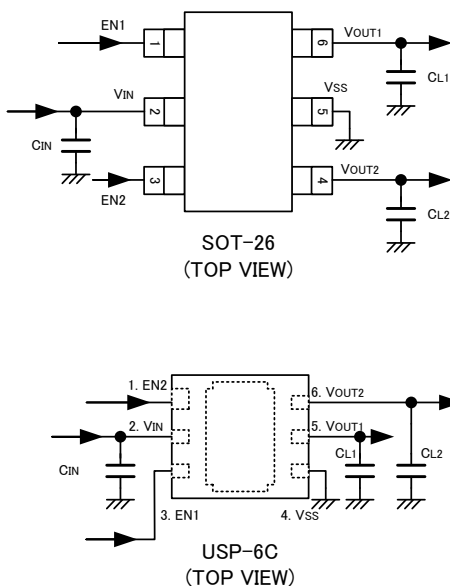 EN1
1
6
VOUT1
CL1
VIN
2
VSS
5
CIN
EN2
3
4
VOUT2
CL2
SOT-26
(TOP VIEW)
1. EN2
6. VOUT2
2. VIN
5. VOUT1
CIN
CL1
CL2
3. EN1
4. VSS
USP-6C
(TOP VIEW)